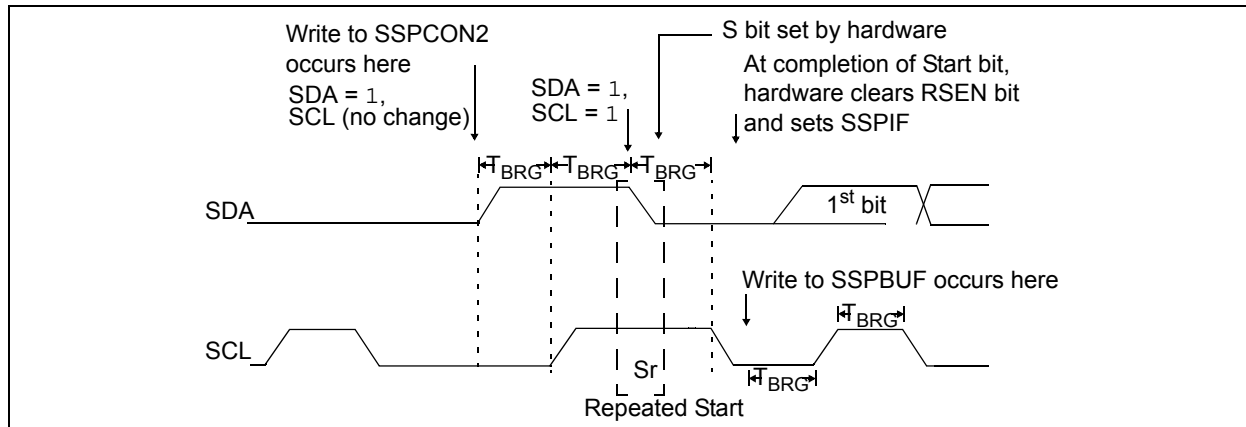 Write to SSPCON2
occurs here
SDA = 1,
SCL (no change)
SDA = 1,
SCL = 1
S bit set by hardware
At completion of Start bit,
hardware clears RSEN bit
and sets SSPIF
TBRG TBRG TBRG
SDA
1st bit
Write to SSPBUF occurs here
TBRG
SCL
Sr
TBRG
Repeated Start